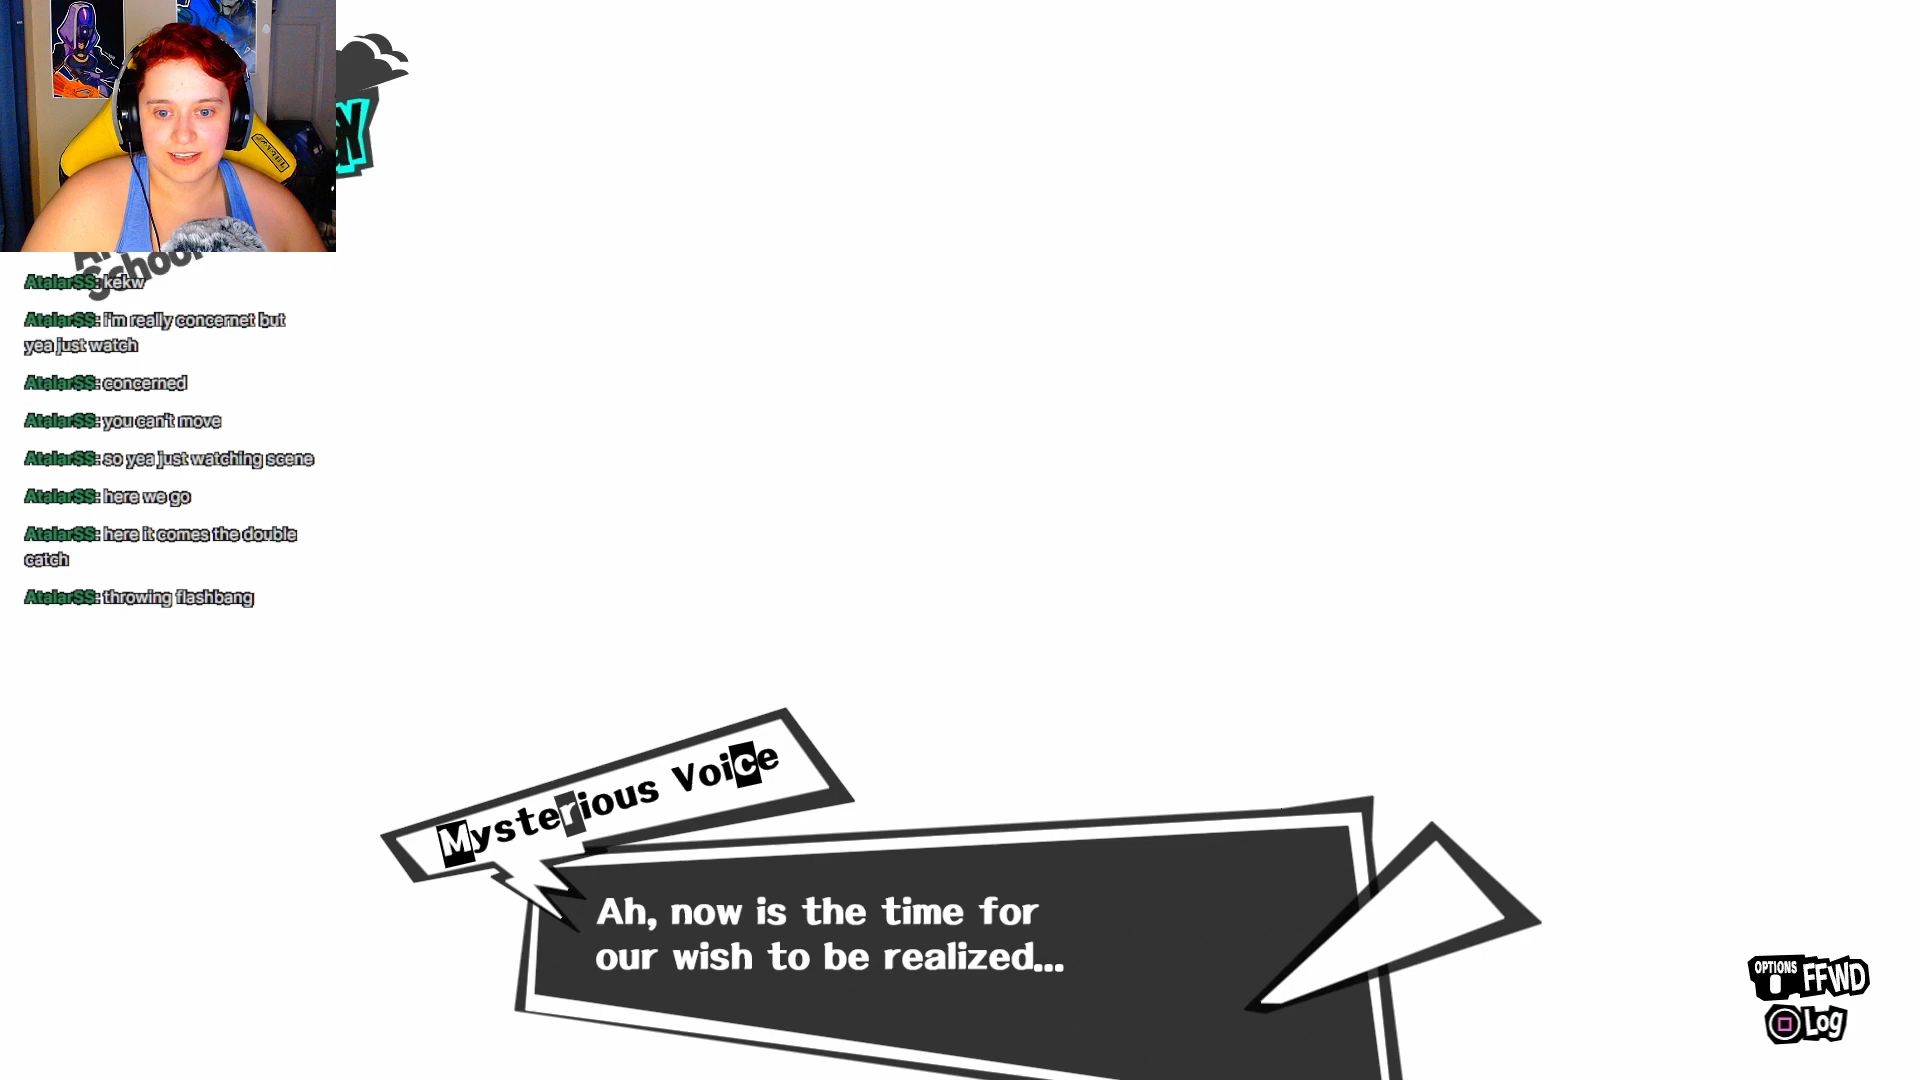 School
AtalarSS: kekw
AtalarSS: i'm really concernet but
yea just watch
AtalarSS: concerned
AtalarSS: you can't move
AtalarSS: so yea just watching scene
AtalarSS: here we go
AtalarSS: here it comes the double
catch
AtalarSS: throwing flashbang
Mysterious Voice
Ah, now is the time for
our wish to be realized...
OPTIONS FFWD
Log